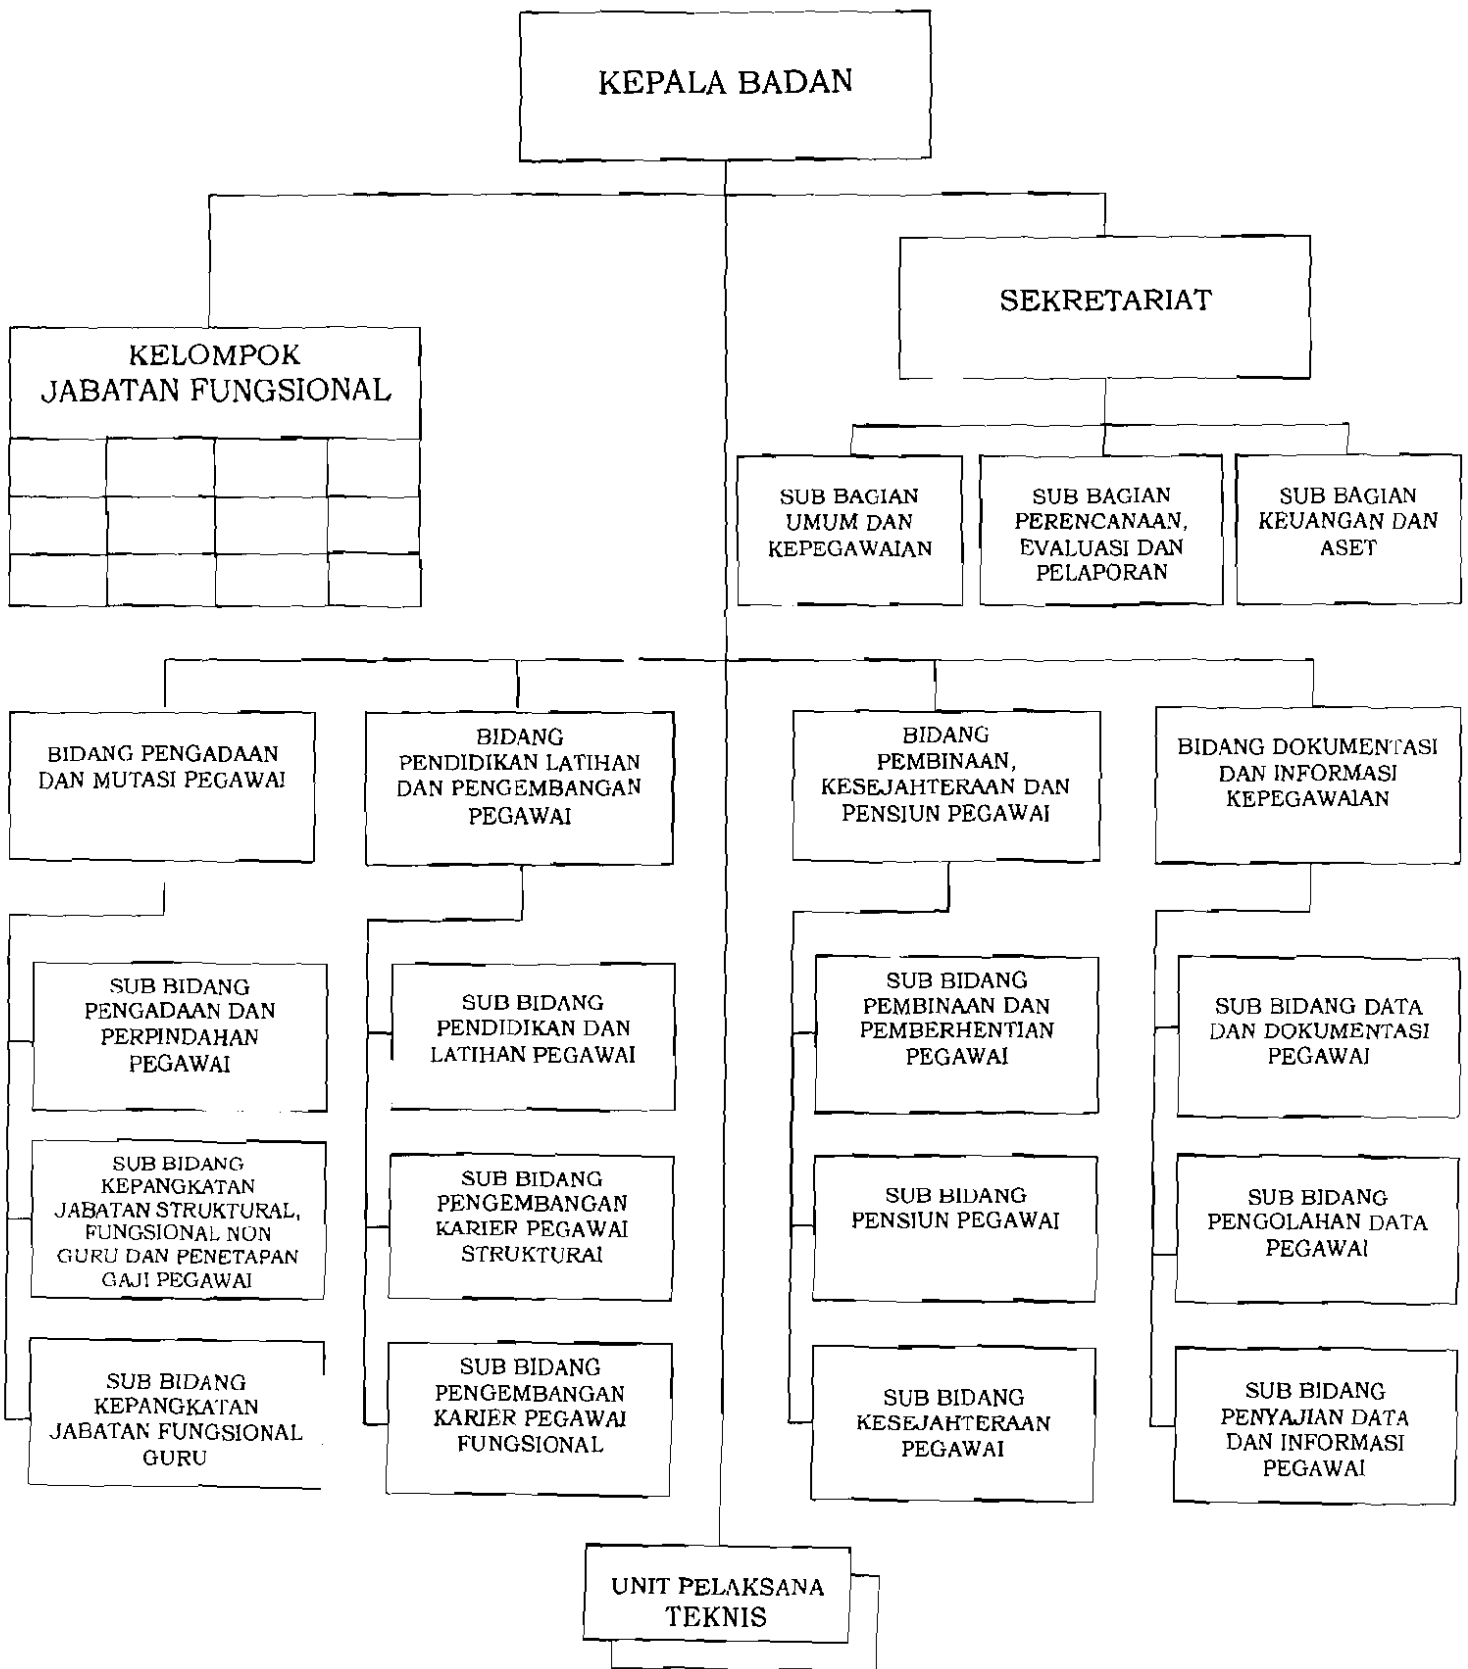 KEPALA BADAN
SEKRETARIAT
KELOMPOK
JABATAN FUNGSIONAL
SUB BAGIAN
UMUM DAN
KEPEGAWAIAN
SUB BAGIAN
PERENCANAAN,
EVALUASI DAN
PELAPORAN
SUB BAGIAN
KEUANGAN DAN
ASET
BIDANG PENGADAAN
DAN MUTASI PEGAWAI
BIDANG
PENDIDIKAN LATIHAN
DAN PENGEMBANGAN
PEGAWAI
BIDANG
PEMBINAAN,
KESEJAHTERAAN DAN
PENSIUN PEGAWAI
BIDANG DOKUMENTASI
DAN INFORMASI
KEPEGAWAIAN
SUB BIDANG
PENGADAAN DAN
PERPINDAHAN
PEGAWAI
SUB BIDANG
KEPANGKATAN
JABATAN STRUKTURAL,
FUNGSIONAL NON
GURU DAN PENETAPAN
GAJI PEGAWAI
SUB BIDANG
KEPANGKATAN
JABATAN FUNGSIONAL
GURU
SUB BIDANG
PENDIDIKAN DAN
LATIHAN PEGAWAI
SUB BIDANG
PENGEMBANGAN
KARIER PEGAWAI
STRUKTURAL
SUB BIDANG
PENGEMBANGAN
KARIER PEGAWAI
FUNGSIONAL
SUB BIDANG
PEMBINAAN DAN
PEMBERHENTIAN
PEGAWAI
SUB BIDANG
PENSIUN PEGAWAI
SUB BIDANG
KESEJAHTERAAN
PEGAWAI
SUB BIDANG DATA
DAN DOKUMENTASI
PEGAWAI
SUB BIDANG
PENGOLAHAN DATA
PEGAWAI
SUB BIDANG
PENYAJIAN DATA
DAN INFORMASI
PEGAWAI
UNIT PELAKSANA
TEKNIS